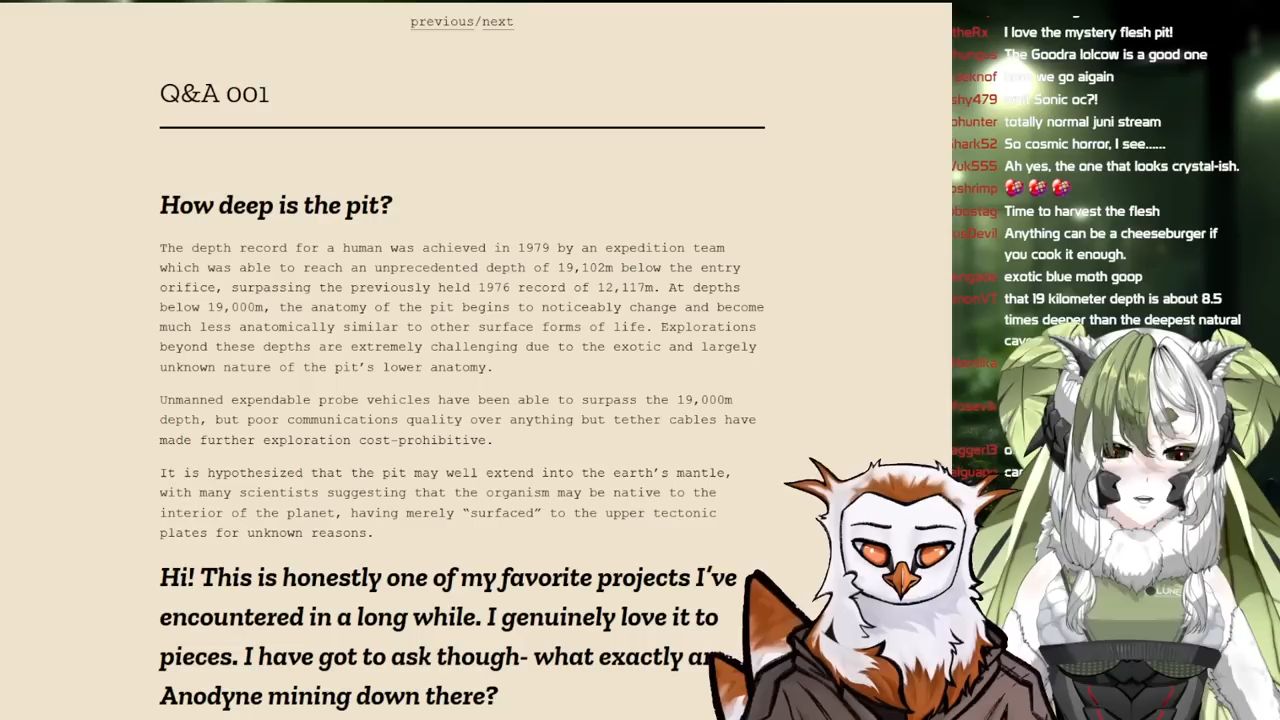 previous/next
Q&A 001
How deep is the pit?
The depth record for a human was achieved in 1979 by an expedition team
which was able to reach an unprecedented depth of 19,102m below the entry
orifice, surpassing the previously held 1976 record of 12,117m. At depths
below 19,000m, the anatomy of the pit begins to noticeably change and become
much less anatomically similar to other surface forms of life. Explorations
beyond these depths are extremely challenging due to the exotic and largely
unknown nature of the pit's lower anatomy.
Unmanned expendable probe vehicles have been able to surpass the 19,000m
depth, but poor communications quality over anything but tether cables have
made further exploration cost-prohibitive.
It is hypothesized that the pit may well extend into the earth's mantle,
with many scientists suggesting that the organism may be native to the
interior of the planet, having merely “surfaced” to the upper tectonic
plates for unknown reasons.
Hi! This is honestly one of my favorite projects I've
encountered in a long while. I genuinely love it to
pieces. I have got to ask though- what exactly
Anodyne mining down there?
theRx I love the mystery flesh pit!
The Goodra lolcow is a good one
we go aigain
shy479 Sonic oc?!
totally normal juni stream
So cosmic horror, I see......
Ah yes, the one that looks crystal-ish.
Time to harvest the flesh
Anything can be a cheeseburger if
you cook it enough.
exotic blue moth goop
that 19 kilometer depth is about 8.5
times deeper than the deepest natural